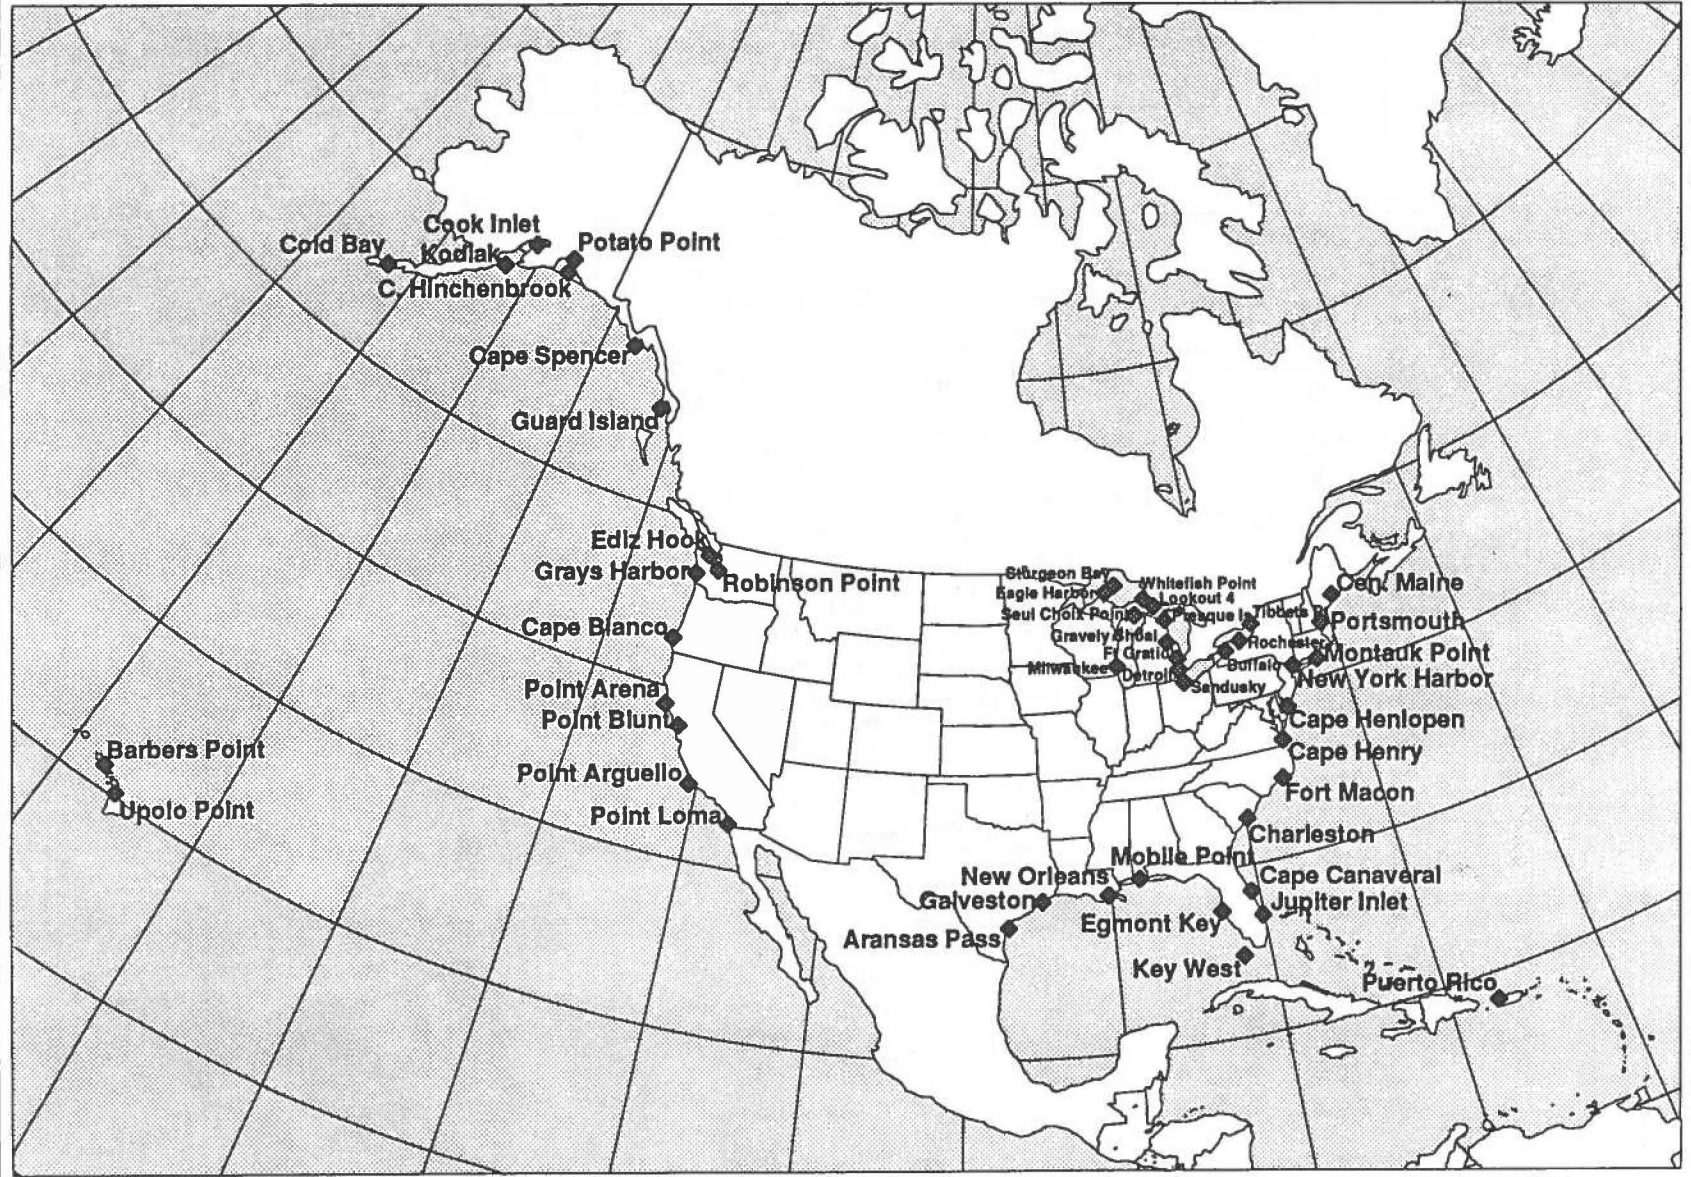 Cook Inlet
Cold Bay
Kodiak
Potato Point
C. Hinchenbrook
Cape Spencer
Guard Island
Ediz Hook
Grays Harbor
Robinson Point
Cape Blanco
Point Arena
Point Blunt
Point Arguello
Point Loma
Barbers Point
Upolo Point
Sturgeon Bay
Eagle Harbor
Whitefish Point
Lookout 4
Seul Choix Point
Presque Is
Tibbets P
Gravely Shoal
Ft Gratiot
Rochester
Milwaukee
Detroit
Buffalo
Sandusky
Cen. Maine
Portsmouth
Montauk Point
New York Harbor
Cape Henlopen
Cape Henry
Fort Macon
Charleston
Mobile Point
New Orleans
Cape Canaveral
Galveston
Jupiter Inlet
Egmont Key
Aransas Pass
Key West
Puerto Rico